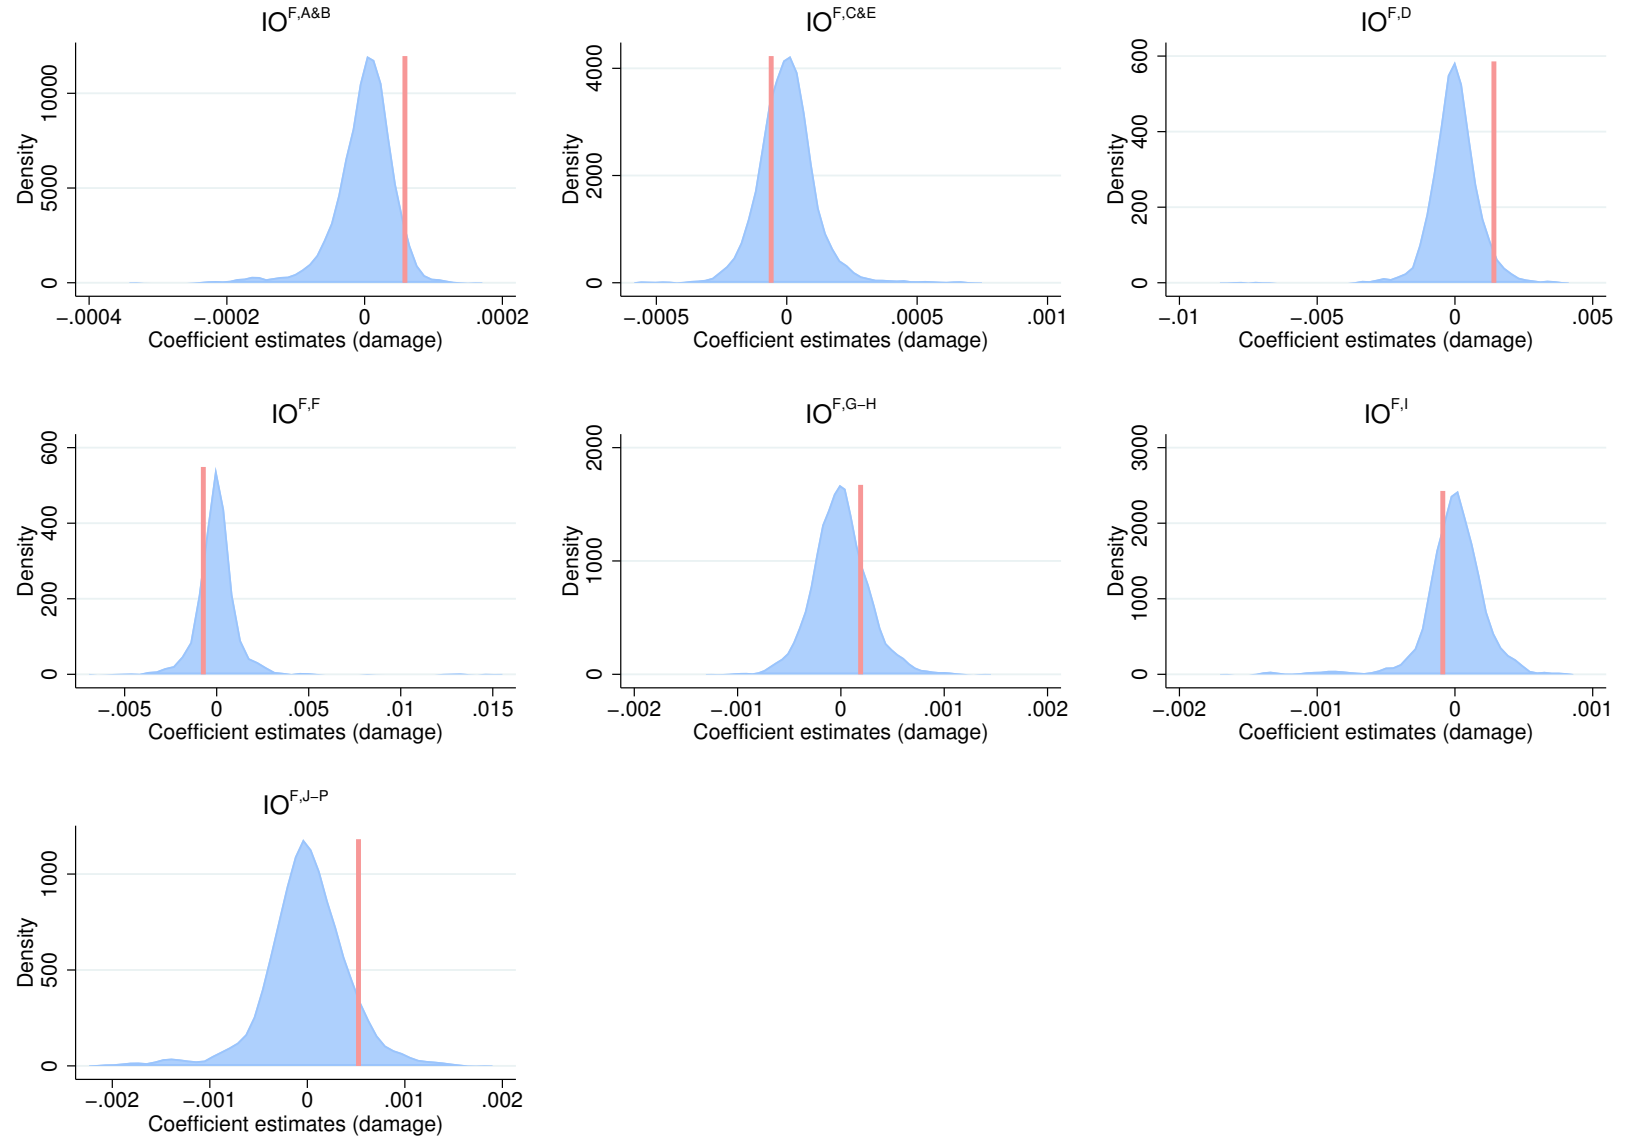 IO^F,A&B
Density
10000
5000
0
−.0004 −.0002 0 .0002
Coefficient estimates (damage)
IO^F,C&E
Density
4000
2000
0
−.0005 0 .0005 .001
Coefficient estimates (damage)
IO^F,D
Density
600
400
200
0
−.01 −.005 0 .005
Coefficient estimates (damage)
IO^F,F
Density
600
400
200
0
−.005 0 .005 .01 .015
Coefficient estimates (damage)
IO^F,G−H
Density
2000
1000
0
−.002 −.001 0 .001 .002
Coefficient estimates (damage)
IO^F,I
Density
3000
2000
1000
0
−.002 −.001 0 .001
Coefficient estimates (damage)
IO^F,J−P
Density
1000
500
0
−.002 −.001 0 .001 .002
Coefficient estimates (damage)